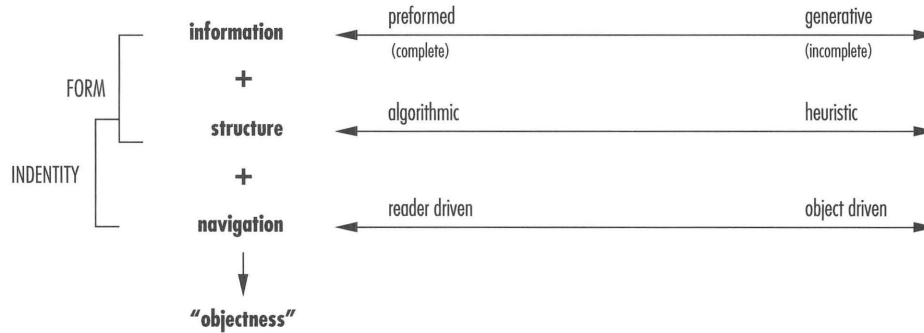 information
preformed
generative
(complete)
(incomplete)
FORM
+
structure
algorithmic
heuristic
INDENTITY
+
navigation
reader driven
object driven
“objectness”